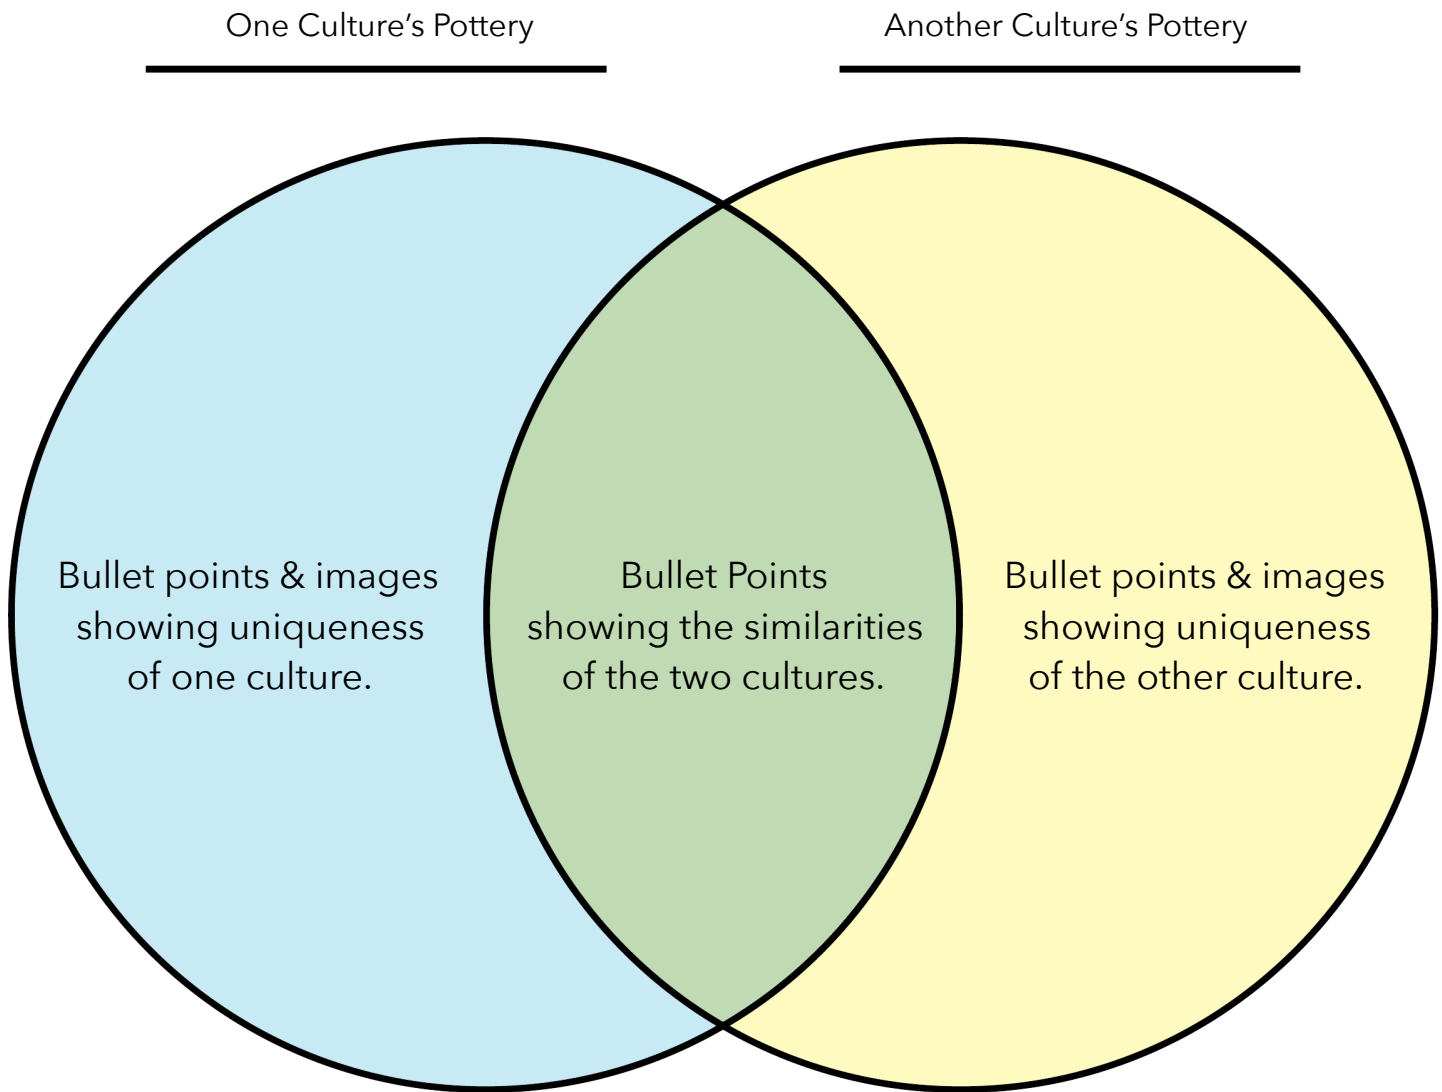 One Culture’s Pottery
Another Culture’s Pottery
Bullet points & images
showing uniqueness
of one culture.
Bullet Points
showing the similarities
of the two cultures.
Bullet points & images
showing uniqueness
of the other culture.